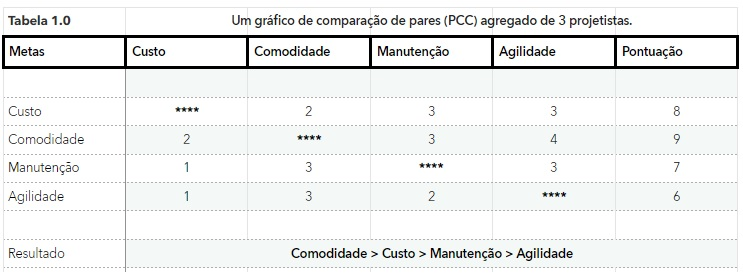 Tabela 1.0 Um gráfico de comparação de pares (PCC) agregado de 3 projetistas.
Metas Custo Comodidade Manutenção Agilidade Pontuação
Custo **** 2 3 3 8
Comodidade 2 **** 3 4 9
Manutenção 1 3 **** 3 7
Agilidade 1 3 2 **** 6
Resultado Comodidade > Custo > Manutenção > Agilidade